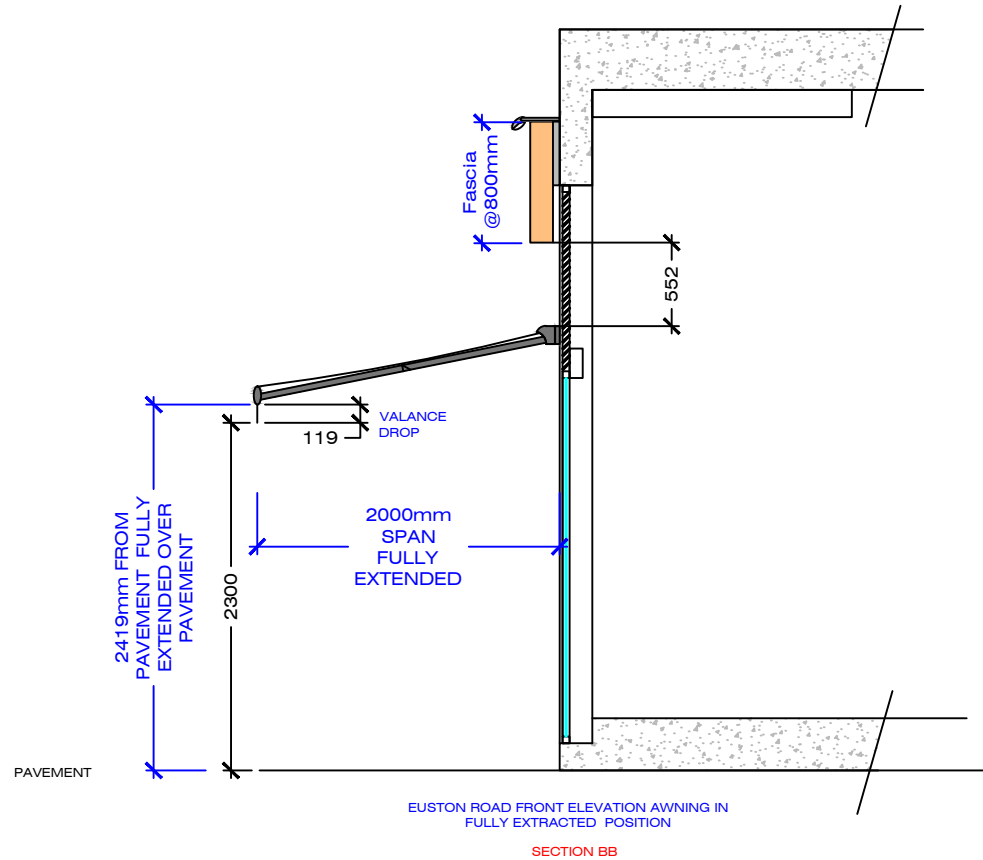 Fascia
@800mm
552
VALANCE
DROP
119
2000mm
SPAN
FULLY
EXTENDED
2419mm FROM
PAVEMENT FULLY
EXTENDED OVER
PAVEMENT
2300
PAVEMENT
EUSTON ROAD FRONT ELEVATION AWNING IN
FULLY EXTRACTED POSITION
SECTION BB